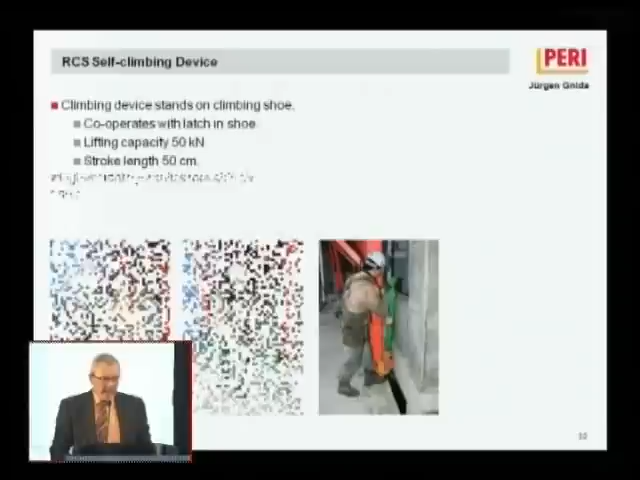 RCS Self-climbing Device
PERI
Jürgen Gnida
Climbing device stands on climbing shoe.
Co-operates with latch in shoe
Lifting capacity 50 kN
Stroke length 50 cm.